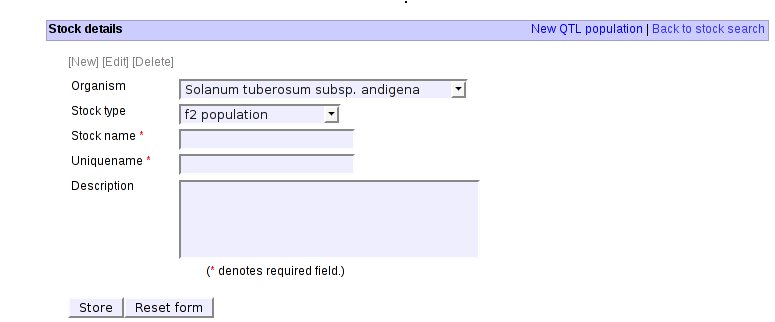 Stock details New QTL population | Back to stock search
[New] [Edit] [Delete]
Organism Solanum tuberosum subsp. andigena
Stock type f2 population
Stock name *
Uniquename *
Description
(* denotes required field.)
Store Reset form